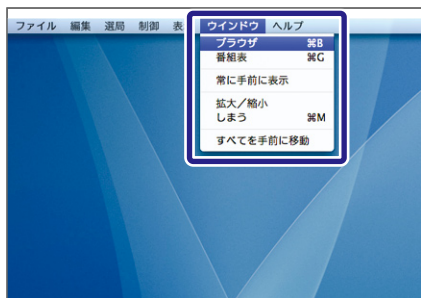 ファイル 編集 選局 制御 表 ウインドウ ヘルプ
ブラウザ ⌘B
番組表 ⌘G
常に手前に表示
拡大／縮小
しまう ⌘M
すべてを手前に移動